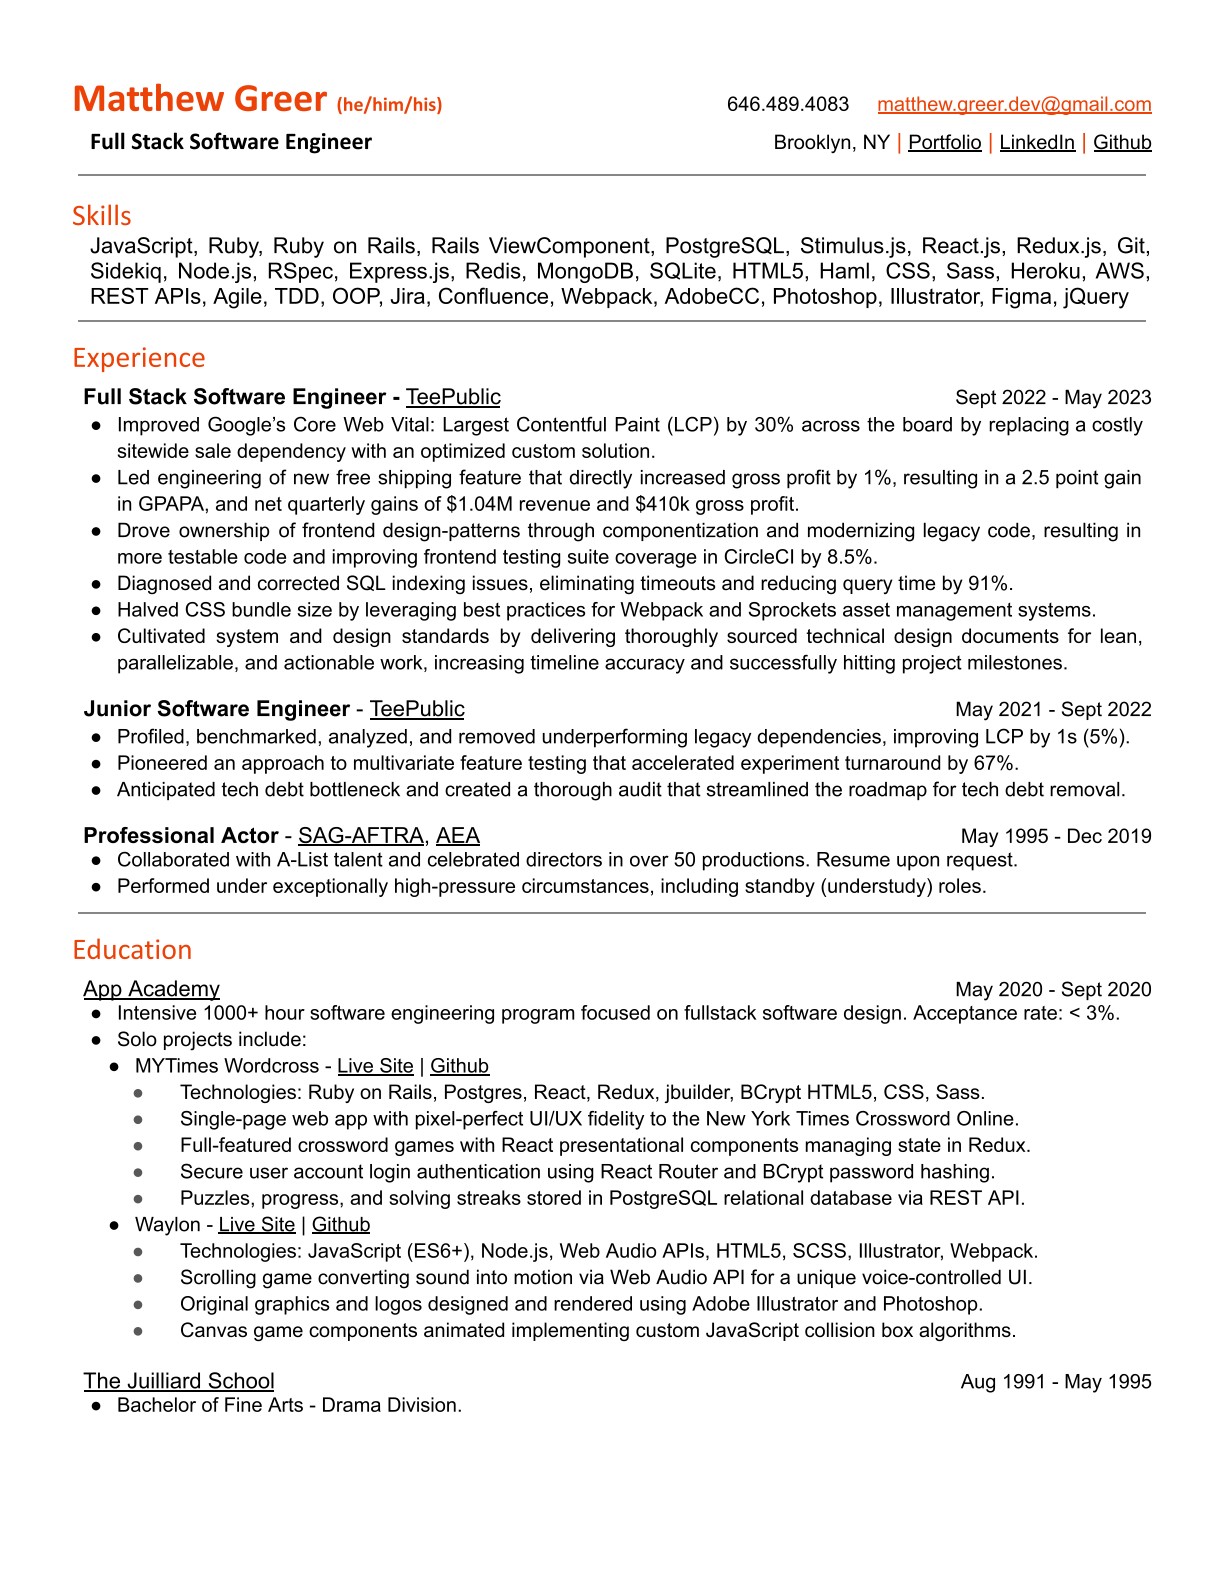 Matthew Greer (he/him/his) 646.489.4083 matthew.greer.dev@gmail.com
Full Stack Software Engineer Brooklyn, NY | Portfolio | LinkedIn | Github
Skills
JavaScript, Ruby, Ruby on Rails, Rails ViewComponent, PostgreSQL, Stimulus.js, React.js, Redux.js, Git,
Sidekiq, Node.js, RSpec, Express.js, Redis, MongoDB, SQLite, HTML5, Haml, CSS, Sass, Heroku, AWS,
REST APIs, Agile, TDD, OOP, Jira, Confluence, Webpack, AdobeCC, Photoshop, Illustrator, Figma, jQuery
Experience
Full Stack Software Engineer - TeePublic Sept 2022 - May 2023
● Improved Google’s Core Web Vital: Largest Contentful Paint (LCP) by 30% across the board by replacing a costly
sitewide sale dependency with an optimized custom solution.
● Led engineering of new free shipping feature that directly increased gross profit by 1%, resulting in a 2.5 point gain
in GPAPA, and net quarterly gains of $1.04M revenue and $410k gross profit.
● Drove ownership of frontend design-patterns through componentization and modernizing legacy code, resulting in
more testable code and improving frontend testing suite coverage in CircleCI by 8.5%.
● Diagnosed and corrected SQL indexing issues, eliminating timeouts and reducing query time by 91%.
● Halved CSS bundle size by leveraging best practices for Webpack and Sprockets asset management systems.
● Cultivated system and design standards by delivering thoroughly sourced technical design documents for lean,
parallelizable, and actionable work, increasing timeline accuracy and successfully hitting project milestones.
Junior Software Engineer - TeePublic May 2021 - Sept 2022
● Profiled, benchmarked, analyzed, and removed underperforming legacy dependencies, improving LCP by 1s (5%).
● Pioneered an approach to multivariate feature testing that accelerated experiment turnaround by 67%.
● Anticipated tech debt bottleneck and created a thorough audit that streamlined the roadmap for tech debt removal.
Professional Actor - SAG-AFTRA, AEA May 1995 - Dec 2019
● Collaborated with A-List talent and celebrated directors in over 50 productions. Resume upon request.
● Performed under exceptionally high-pressure circumstances, including standby (understudy) roles.
Education
App Academy May 2020 - Sept 2020
● Intensive 1000+ hour software engineering program focused on fullstack software design. Acceptance rate: < 3%.
● Solo projects include:
● MYTimes Wordcross - Live Site | Github
● Technologies: Ruby on Rails, Postgres, React, Redux, jbuilder, BCrypt HTML5, CSS, Sass.
● Single-page web app with pixel-perfect UI/UX fidelity to the New York Times Crossword Online.
● Full-featured crossword games with React presentational components managing state in Redux.
● Secure user account login authentication using React Router and BCrypt password hashing.
● Puzzles, progress, and solving streaks stored in PostgreSQL relational database via REST API.
● Waylon - Live Site | Github
● Technologies: JavaScript (ES6+), Node.js, Web Audio APIs, HTML5, SCSS, Illustrator, Webpack.
● Scrolling game converting sound into motion via Web Audio API for a unique voice-controlled UI.
● Original graphics and logos designed and rendered using Adobe Illustrator and Photoshop.
● Canvas game components animated implementing custom JavaScript collision box algorithms.
The Juilliard School Aug 1991 - May 1995
● Bachelor of Fine Arts - Drama Division.